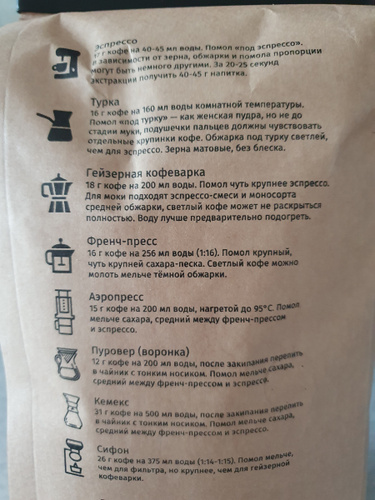 Эспрессо
17 г кофе на 40-45 мл воды. Помол «под эспрессо».
в зависимости от зерна, обжарки и помола пропорции
могут быть немного другими. За 20-25 секунд
экстракции получить 40-45 г напитка.
Турка
16 г кофе на 160 мл воды комнатной температуры.
Помол «под турку» — как женская пудра, но не до
стадии муки, подушечки пальцев должны чувствовать
отдельные крупинки кофе. Обжарка под турку светлей,
чем для эспрессо. Зерна матовые, без блеска.
Гейзерная кофеварка
18 г кофе на 200 мл воды. Помол чуть крупнее эспрессо.
Для моки подходят эспрессо-смеси и моносорта
средней обжарки, светлый кофе может не раскрыться
полностью. Воду лучше предварительно подогреть.
Френч-пресс
16 г кофе на 256 мл воды (1:16). Помол крупный,
чуть крупней сахара-песка. Светлый кофе можно
молоть мельче тёмной обжарки.
Аэропресс
15 г кофе на 200 мл воды, нагретой до 95°C. Помол
мельче сахара, средний между френч-прессом
и эспрессо.
Пуровер (воронка)
12 г кофе на 200 мл воды, после закипания перелить
в чайник с тонким носиком. Помол мельче сахара,
средний между френч-прессом и эспрессо.
Кемекс
31 г кофе на 500 мл воды, после закипания перелить
в чайник с тонким носиком. Помол мельче сахара,
средний между френч-прессом и эспрессо.
Сифон
26 г кофе на 375 мл воды (1:14-1:15). Помол мельче,
чем для фильтра, но крупнее, чем для гейзерной
кофеварки.